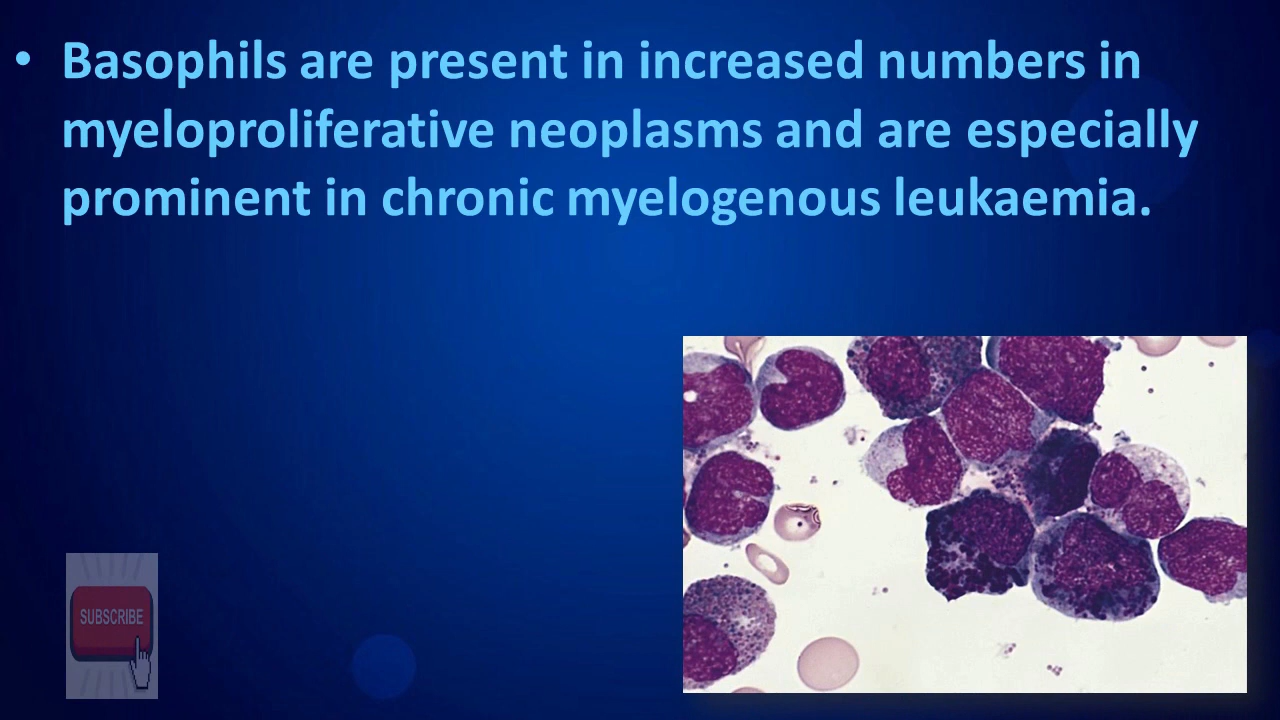 • Basophils are present in increased numbers in
myeloproliferative neoplasms and are especially
prominent in chronic myelogenous leukaemia.
SUBSCRIBE